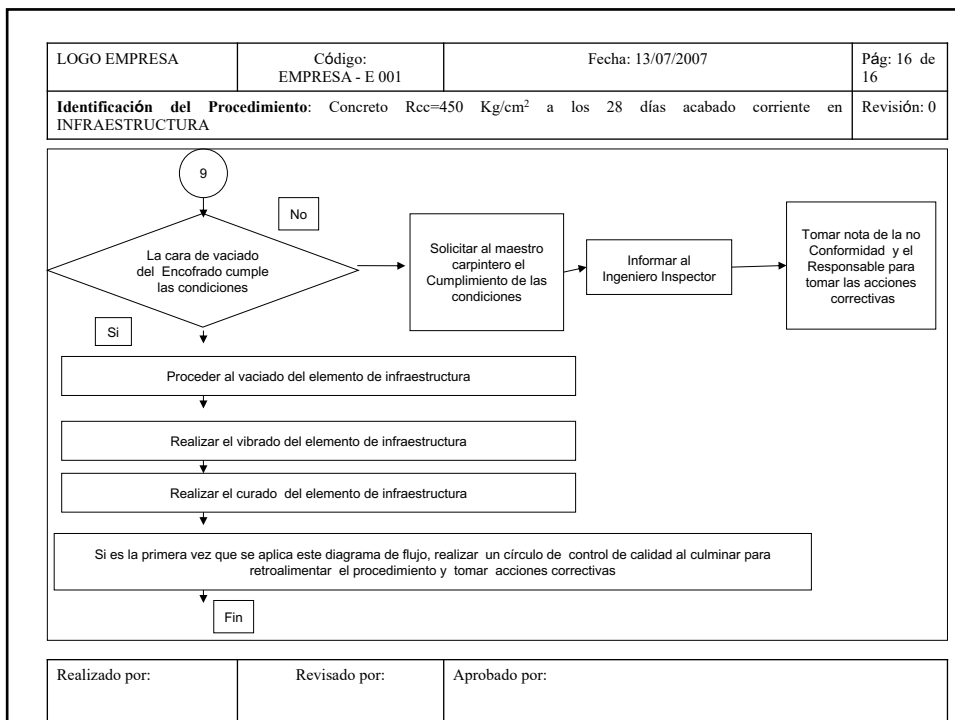 LOGO EMPRESA
Código:
EMPRESA - E 001
Fecha: 13/07/2007
Pág: 16 de
16
Identificación del Procedimiento: Concreto Rcc=450 Kg/cm² a los 28 días acabado corriente en
INFRAESTRUCTURA
Revisión: 0
9
No
La cara de vaciado
del Encofrado cumple
las condiciones
Solicitar al maestro
carpintero el
Cumplimiento de las
condiciones
Informar al
Ingeniero Inspector
Tomar nota de la no
Conformidad y el
Responsable para
tomar las acciones
correctivas
Si
Proceder al vaciado del elemento de infraestructura
Realizar el vibrado del elemento de infraestructura
Realizar el curado del elemento de infraestructura
Si es la primera vez que se aplica este diagrama de flujo, realizar un círculo de control de calidad al culminar para
retroalimentar el procedimiento y tomar acciones correctivas
Fin
Realizado por:
Revisado por:
Aprobado por: